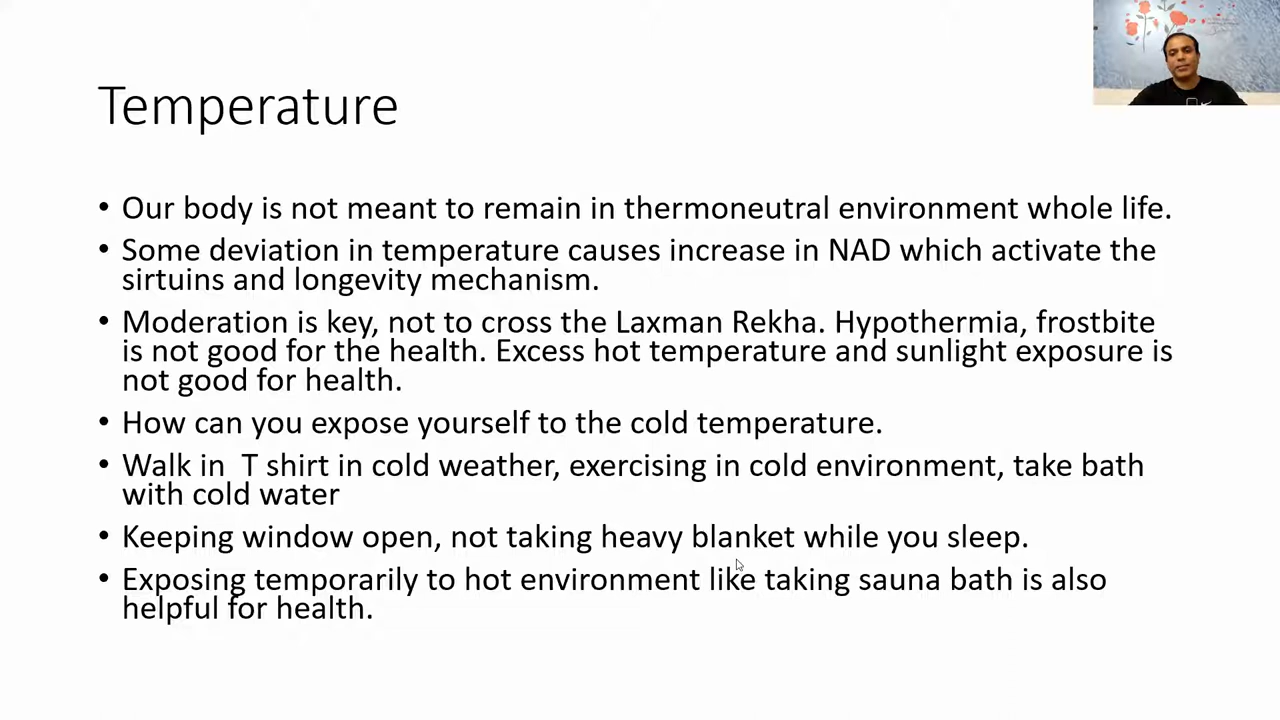 Temperature
• Our body is not meant to remain in thermoneutral environment whole life.
• Some deviation in temperature causes increase in NAD which activate the
sirtuins and longevity mechanism.
• Moderation is key, not to cross the Laxman Rekha. Hypothermia, frostbite
is not good for the health. Excess hot temperature and sunlight exposure is
not good for health.
• How can you expose yourself to the cold temperature.
• Walk in  T shirt in cold weather, exercising in cold environment, take bath
with cold water
• Keeping window open, not taking heavy blanket while you sleep.
• Exposing temporarily to hot environment like taking sauna bath is also
helpful for health.